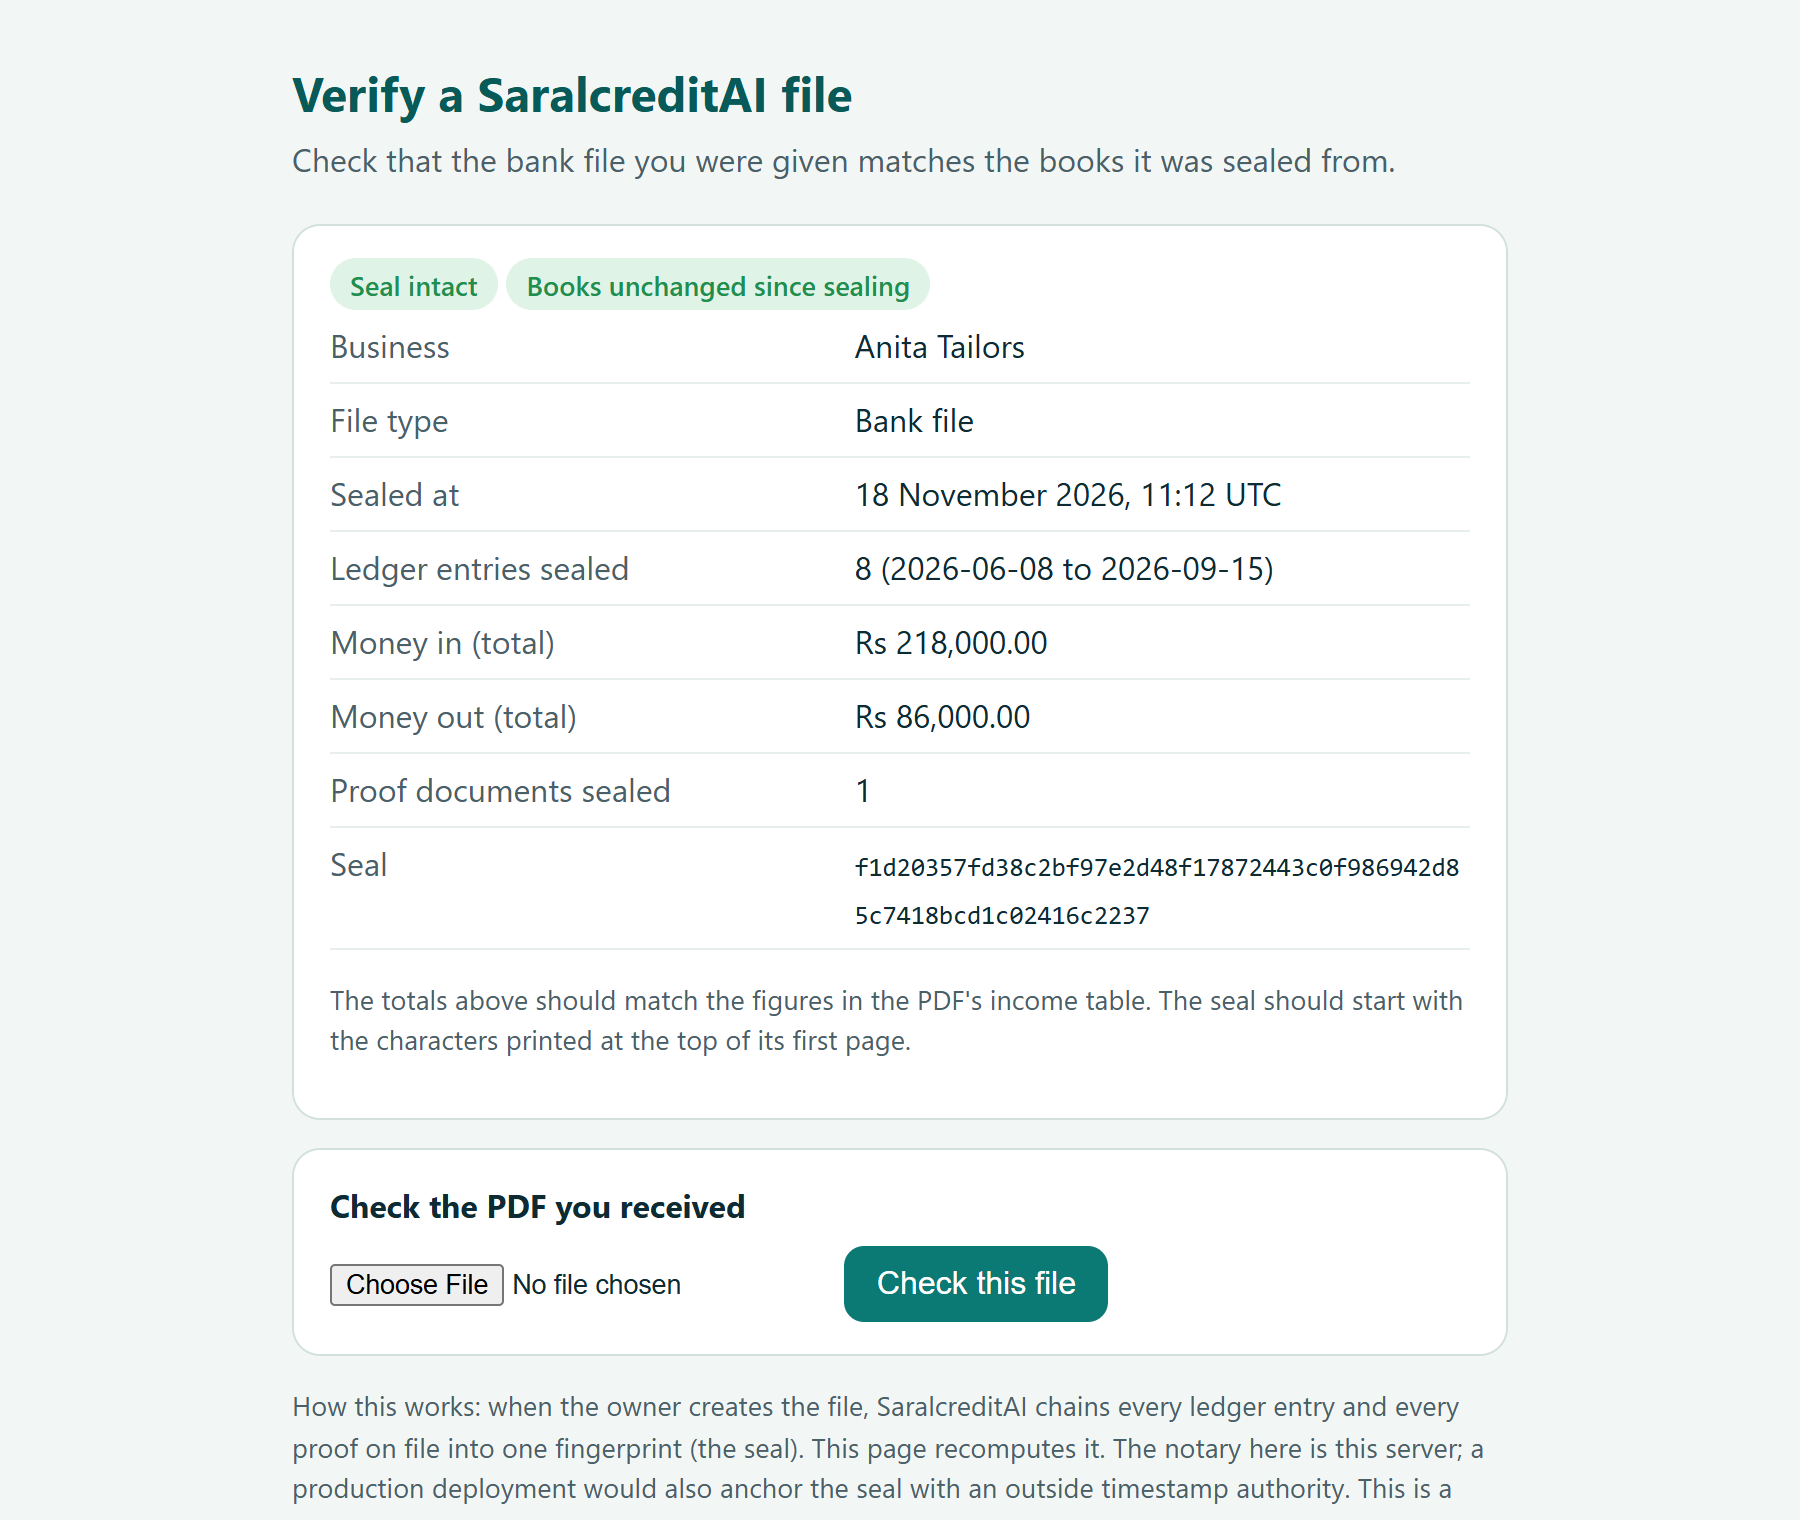 Verify a SaralcreditAI file
Check that the bank file you were given matches the books it was sealed from.
Seal intact Books unchanged since sealing
Business Anita Tailors
File type Bank file
Sealed at 18 November 2026, 11:12 UTC
Ledger entries sealed 8 (2026-06-08 to 2026-09-15)
Money in (total) Rs 218,000.00
Money out (total) Rs 86,000.00
Proof documents sealed 1
Seal f1d20357fd38c2bf97e2d48f17872443c0f986942d8
5c7418bcd1c02416c2237
The totals above should match the figures in the PDF's income table. The seal should start with
the characters printed at the top of its first page.
Check the PDF you received
Choose File No file chosen Check this file
How this works: when the owner creates the file, SaralcreditAI chains every ledger entry and every
proof on file into one fingerprint (the seal). This page recomputes it. The notary here is this server; a
production deployment would also anchor the seal with an outside timestamp authority. This is a